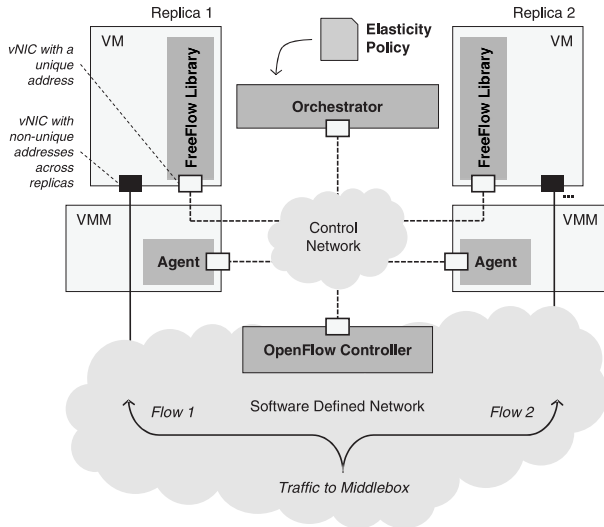 Replica 1
Replica 2
vNIC with a
unique
address
VM
FreeFlow Library
Elasticity
Policy
Orchestrator
VM
FreeFlow Library
vNIC with
non-unique
addresses
across
replicas
...
VMM
Agent
Control
Network
VMM
Agent
OpenFlow Controller
Flow 1
Software Defined Network
Flow 2
Traffic to Middlebox